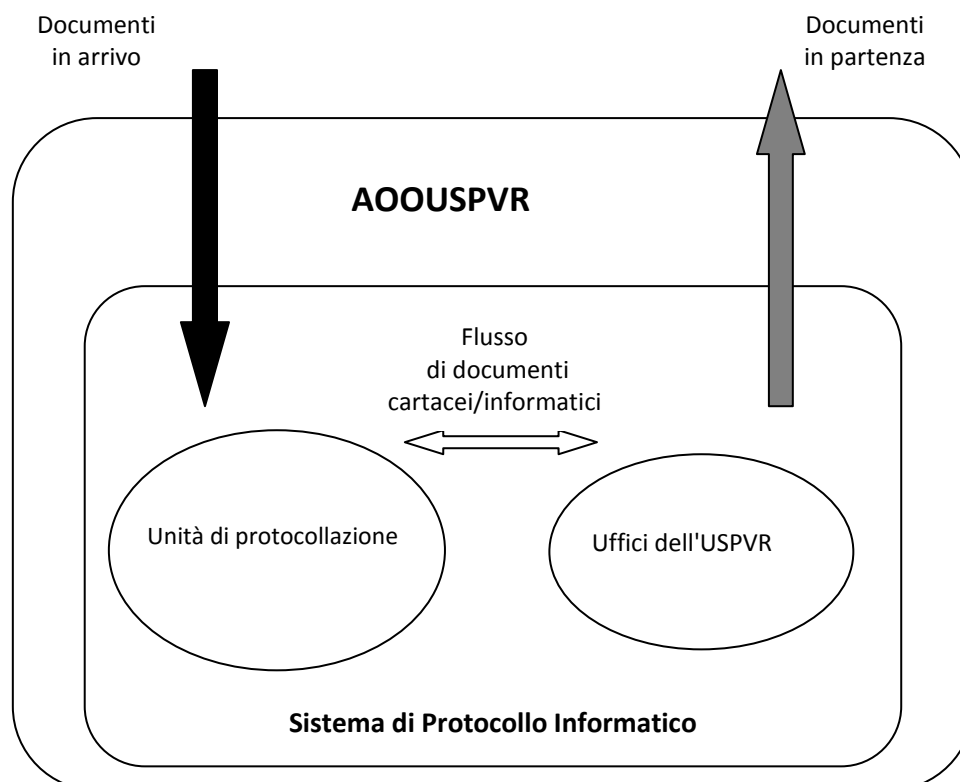 Documenti
in arrivo
Documenti
in partenza
AOOUSPVR
Flusso
di documenti
cartacei/informatici
Unità di protocollazione
Uffici dell'USPVR
Sistema di Protocollo Informatico